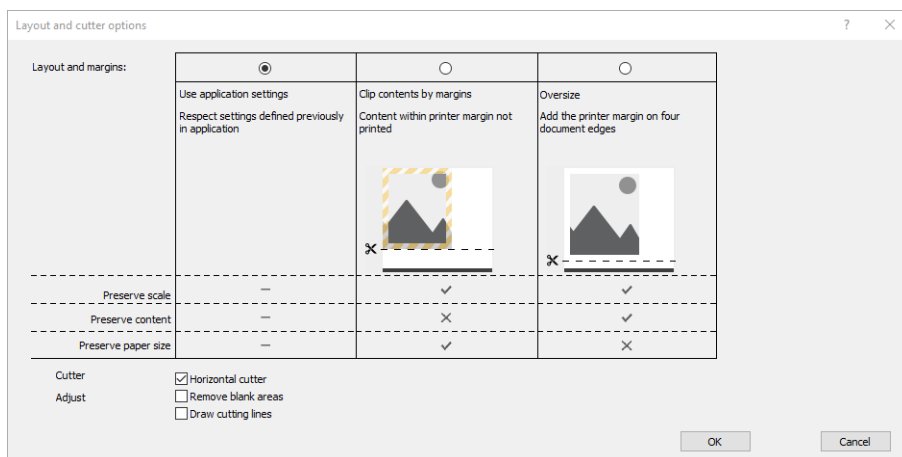 Layout and cutter options
Layout and margins:
Use application settings
Respect settings defined previously
in application
Clip contents by margins
Content within printer margin not
printed
Oversize
Add the printer margin on four
document edges
Preserve scale
Preserve content
Preserve paper size
Cutter
Horizontal cutter
Adjust
Remove blank areas
Draw cutting lines
OK
Cancel